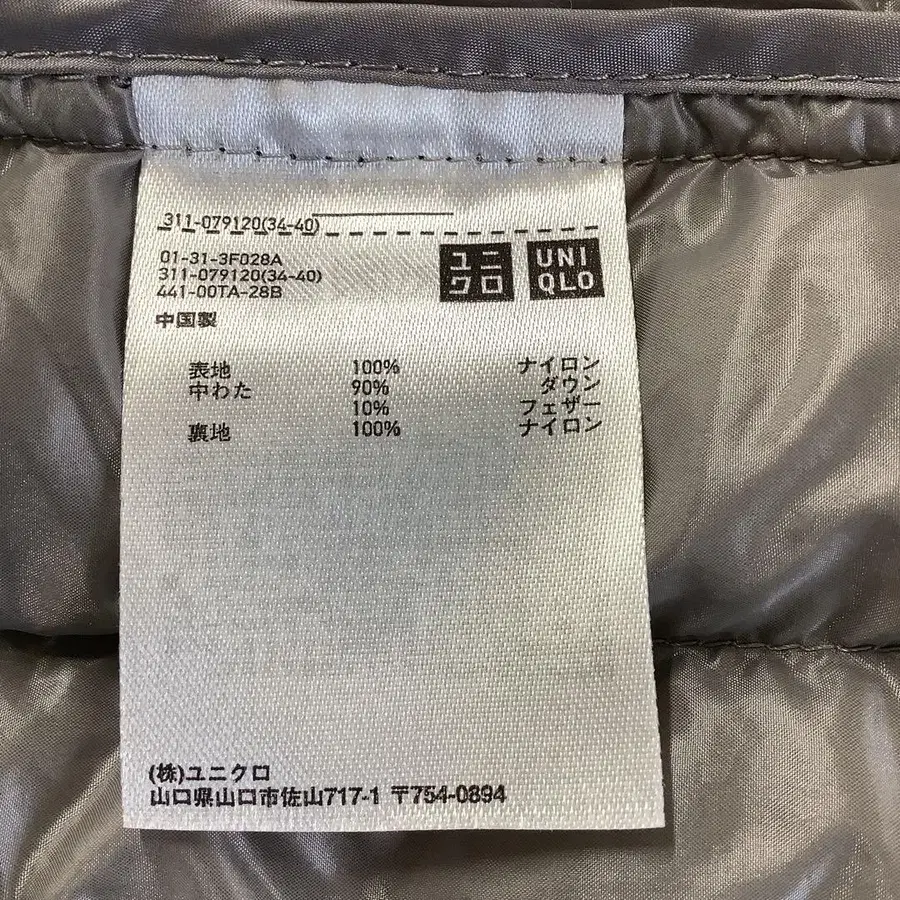 311-079120(34-40)
01-31-3F028A
311-079120(34-40)
441-00TA-28B
ユニ
クロ
UNI
QLO
中国製
表地 100% ナイロン
中わた 90% ダウン
10% フェザー
裏地 100% ナイロン
(株)ユニクロ
山口県山口市佐山717-1 〒754-0894